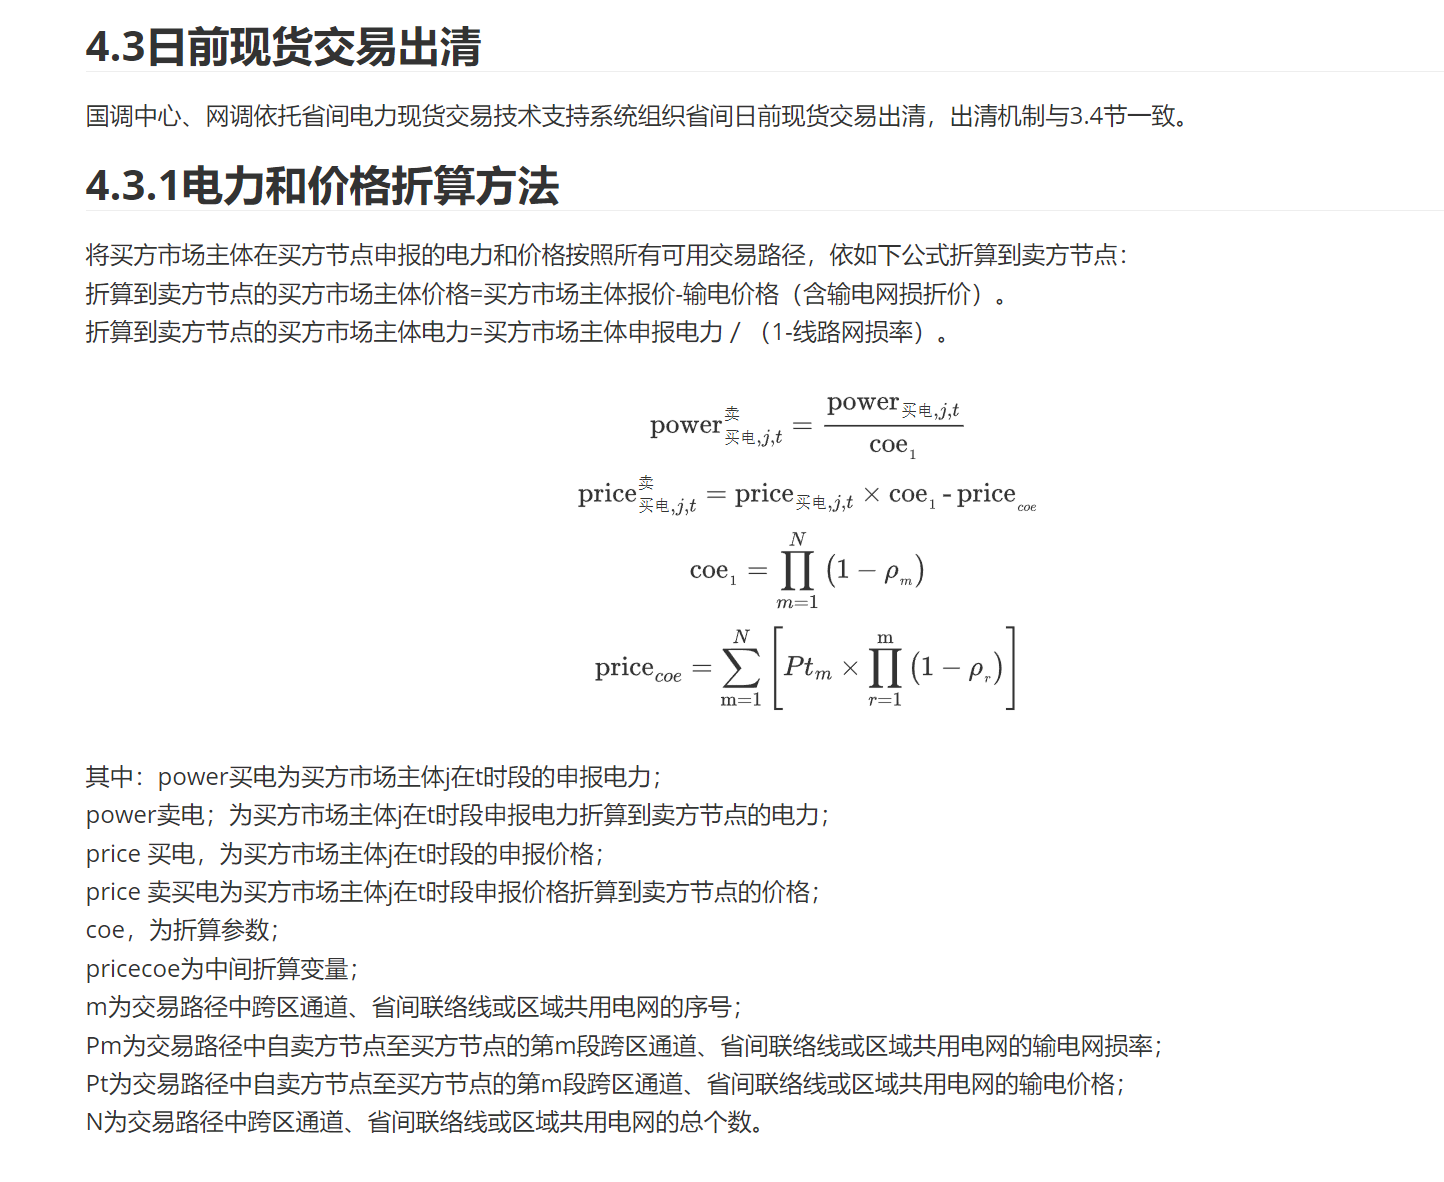 4.3日前现货交易出清
国调中心、网调依托省间电力现货交易技术支持系统组织省间日前现货交易出清，出清机制与3.4节一致。
4.3.1电力和价格折算方法
将买方市场主体在买方节点申报的电力和价格按照所有可用交易路径，依如下公式折算到卖方节点：
折算到卖方节点的买方市场主体价格=买方市场主体报价-输电价格（含输电网损折价）。
折算到卖方节点的买方市场主体电力=买方市场主体申报电力 / （1-线路网损率）。
$\text{power}^{卖}_{买电,j,t} = \frac{\text{power}_{买电,j,t}}{\text{coe}_1}$
$\text{price}^{卖}_{买电,j,t} = \text{price}_{买电,j,t} \times \text{coe}_1 - \text{price}_{coe}$
$\text{coe}_1 = \prod_{m=1}^{N} (1 - \rho_m)$
$\text{price}_{coe} = \sum_{\text{m}=1}^{N} \left[ Pt_m \times \prod_{r=1}^{\text{m}} (1 - \rho_r) \right]$
其中：power买电为买方市场主体j在t时段的申报电力；
power卖电；为买方市场主体j在t时段申报电力折算到卖方节点的电力；
price 买电，为买方市场主体j在t时段的申报价格；
price 卖买电为买方市场主体j在t时段申报价格折算到卖方节点的价格；
coe，为折算参数；
pricecoe为中间折算变量；
m为交易路径中跨区通道、省间联络线或区域共用电网的序号；
Pm为交易路径中自卖方节点至买方节点的第m段跨区通道、省间联络线或区域共用电网的输电网损率；
Pt为交易路径中自卖方节点至买方节点的第m段跨区通道、省间联络线或区域共用电网的输电价格；
N为交易路径中跨区通道、省间联络线或区域共用电网的总个数。